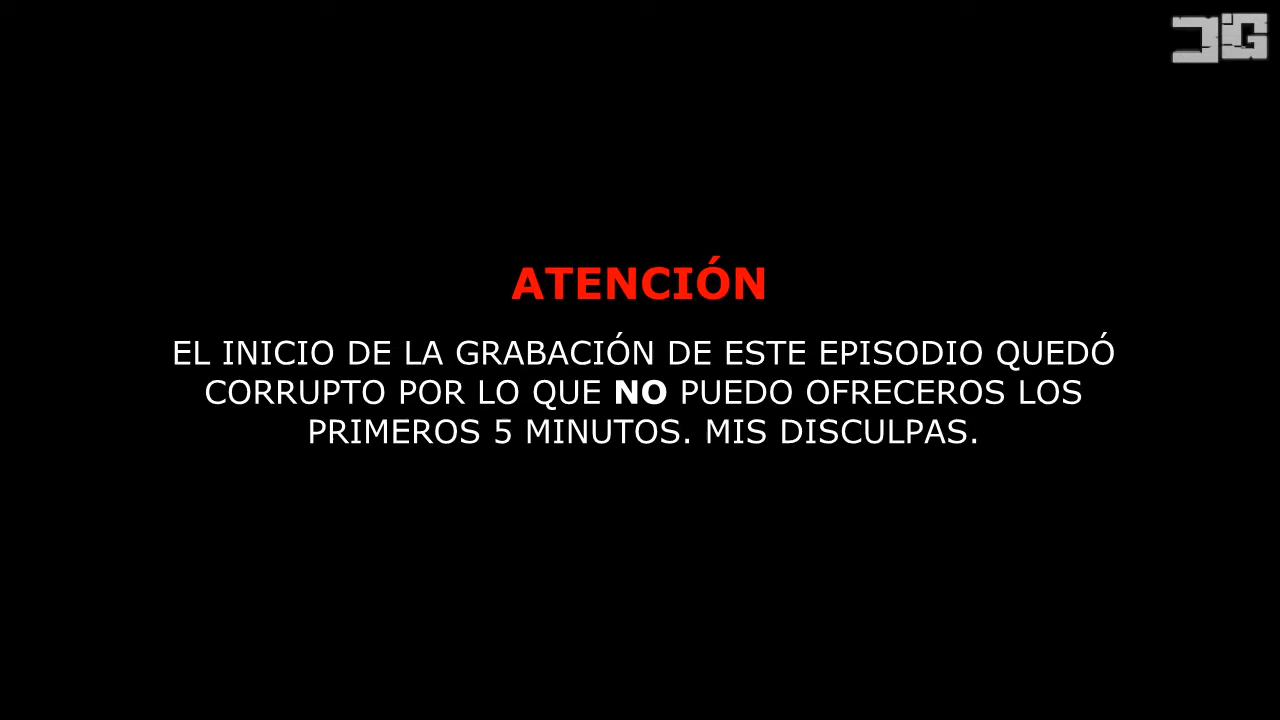 ATENCIÓN
EL INICIO DE LA GRABACIÓN DE ESTE EPISODIO QUEDÓ
CORRUPTO POR LO QUE NO PUEDO OFRECEROS LOS
PRIMEROS 5 MINUTOS. MIS DISCULPAS.